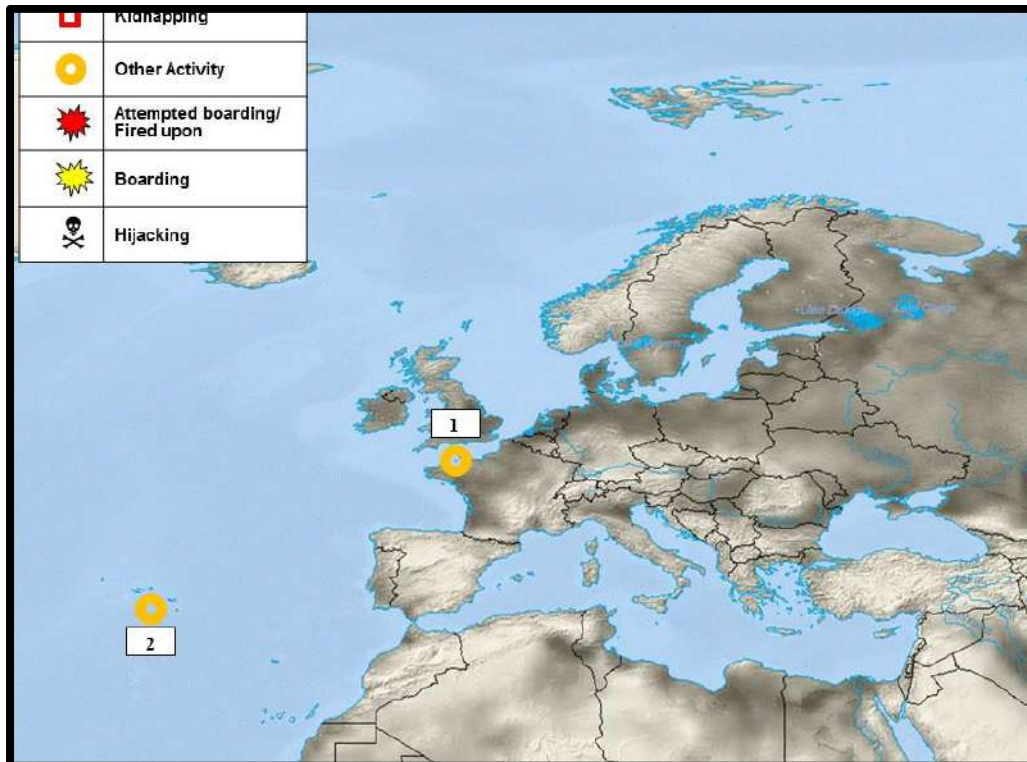 Kidnapping
Other Activity
Attempted boarding/
Fired upon
Boarding
Hijacking
1
2